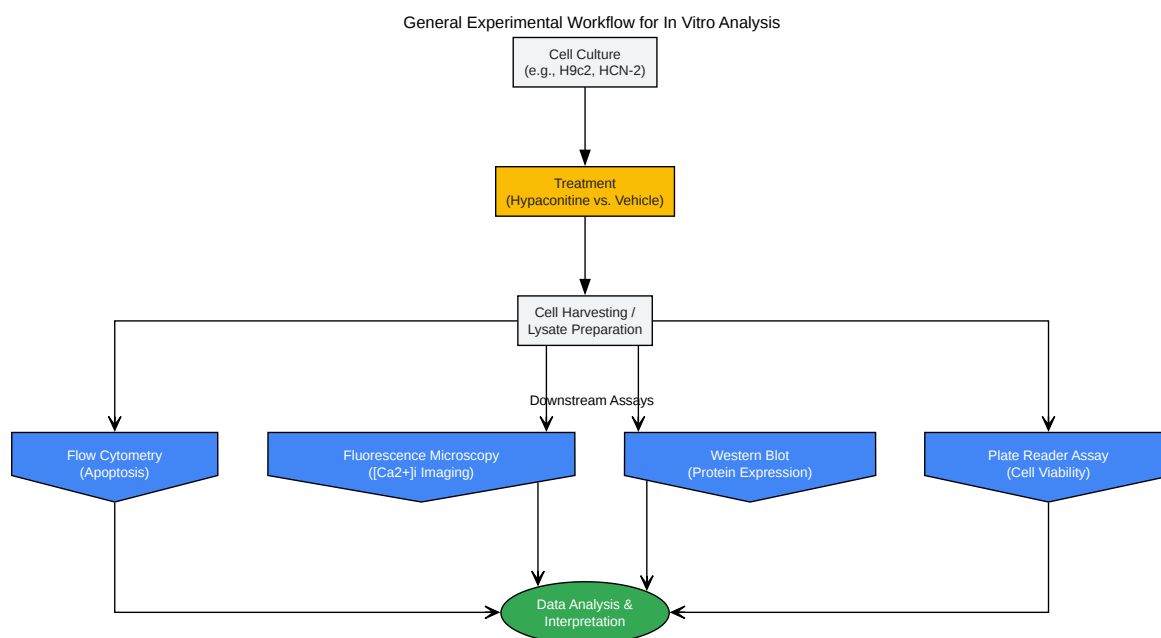 General Experimental Workflow for In Vitro Analysis
Cell Culture
(e.g., H9c2, HCN-2)
Treatment
(Hypaconitine vs. Vehicle)
Cell Harvesting /
Lysate Preparation
Downstream Assays
Flow Cytometry
(Apoptosis)
Fluorescence Microscopy
([Ca2+]i Imaging)
Western Blot
(Protein Expression)
Plate Reader Assay
(Cell Viability)
Data Analysis &
Interpretation